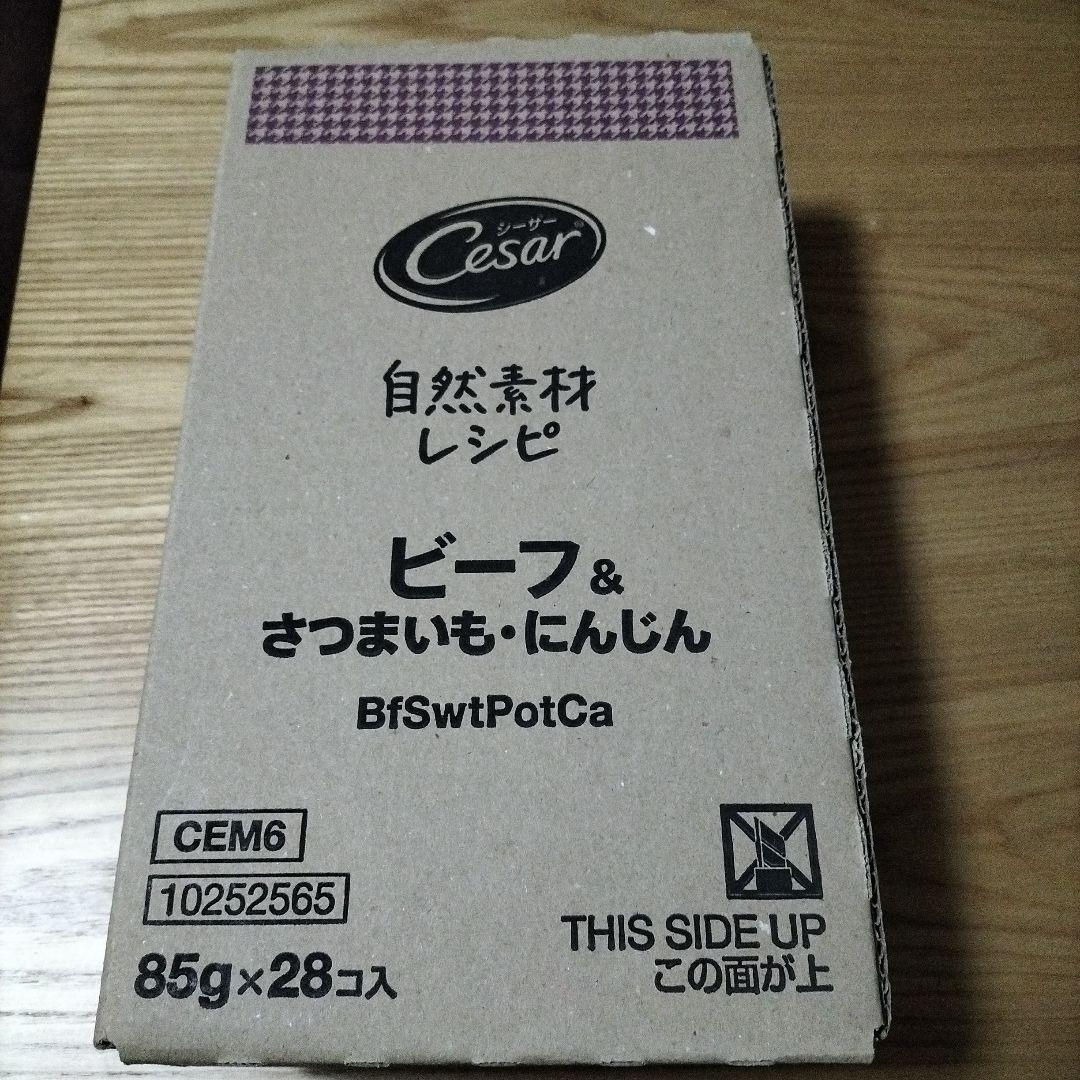 シーザー
Cesar®
自然素材
レシピ
ビーフ&
さつまいも・にんじん
BfSwtPotCa
CEM6
10252565
85g×28コ入
THIS SIDE UP
この面が上